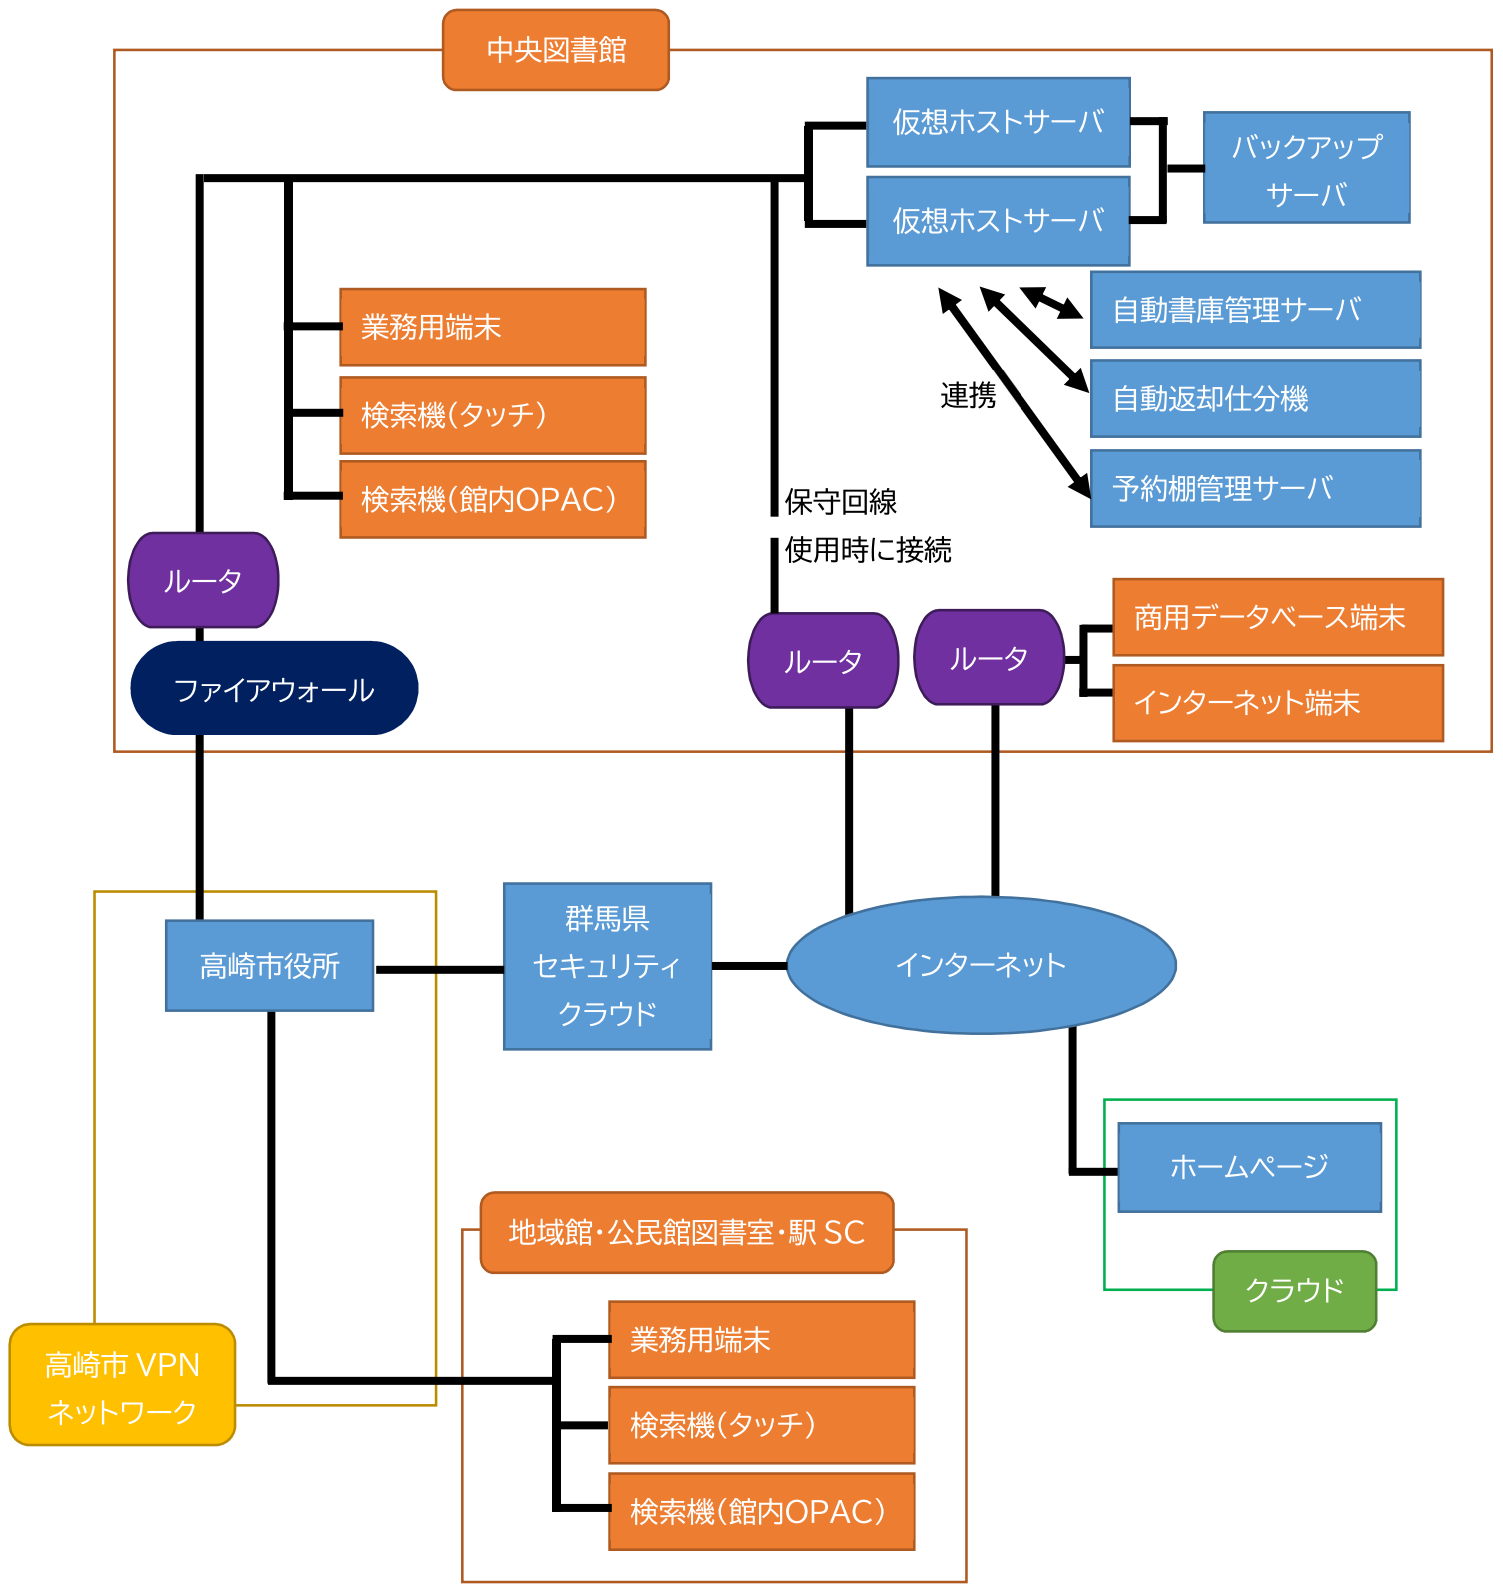 中央図書館
仮想ホストサーバ
仮想ホストサーバ
バックアップ
サーバ
自動書庫管理サーバ
自動返却仕分機
予約棚管理サーバ
連携
業務用端末
検索機（タッチ）
検索機（館内OPAC）
保守回線
使用時に接続
ルータ
ファイアウォール
ルータ
ルータ
商用データベース端末
インターネット端末
高崎市役所
群馬県
セキュリティ
クラウド
インターネット
ホームページ
クラウド
高崎市 VPN
ネットワーク
地域館・公民館図書室・駅 SC
業務用端末
検索機（タッチ）
検索機（館内OPAC）